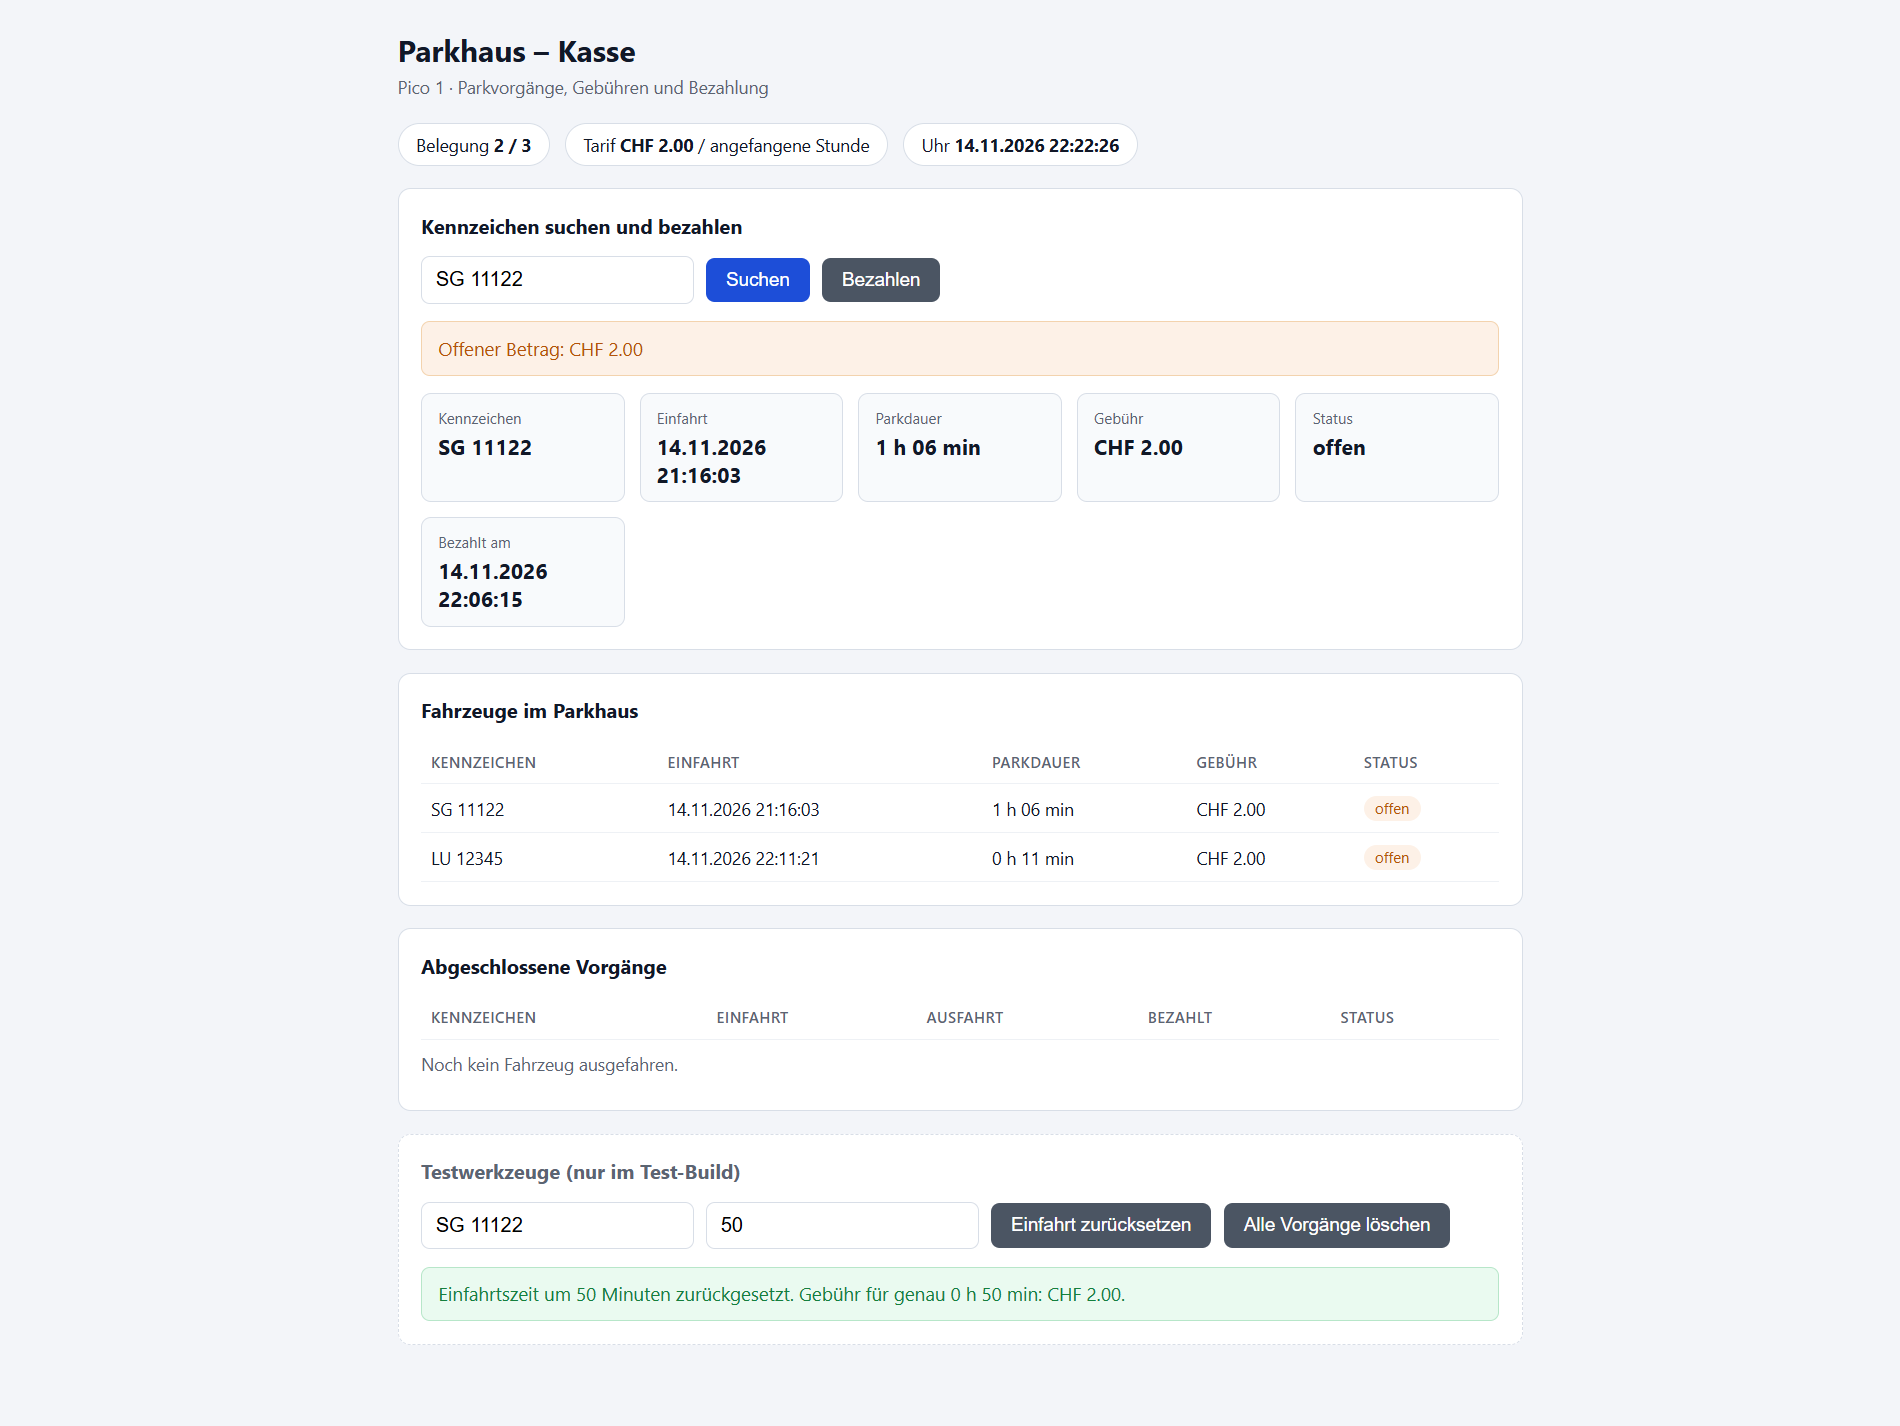 Parkhaus – Kasse
Pico 1 · Parkvorgänge, Gebühren und Bezahlung
Belegung 2 / 3
Tarif CHF 2.00 / angefangene Stunde
Uhr 14.11.2026 22:22:26
Kennzeichen suchen und bezahlen
SG 11122
Suchen
Bezahlen
Offener Betrag: CHF 2.00
Kennzeichen
SG 11122
Einfahrt
14.11.2026
21:16:03
Parkdauer
1 h 06 min
Gebühr
CHF 2.00
Status
offen
Bezahlt am
14.11.2026
22:06:15
Fahrzeuge im Parkhaus
KENNZEICHEN EINFAHRT PARKDAUER GEBÜHR STATUS
SG 11122 14.11.2026 21:16:03 1 h 06 min CHF 2.00 offen
LU 12345 14.11.2026 22:11:21 0 h 11 min CHF 2.00 offen
Abgeschlossene Vorgänge
KENNZEICHEN EINFAHRT AUSFAHRT BEZAHLT STATUS
Noch kein Fahrzeug ausgefahren.
Testwerkzeuge (nur im Test-Build)
SG 11122
50
Einfahrt zurücksetzen
Alle Vorgänge löschen
Einfahrtszeit um 50 Minuten zurückgesetzt. Gebühr für genau 0 h 50 min: CHF 2.00.